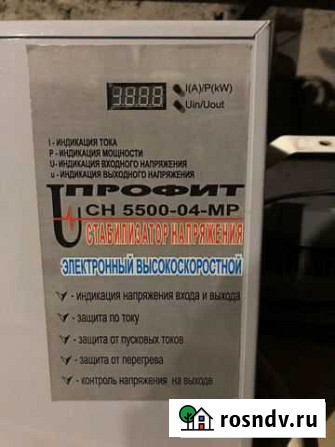 8.8.8.8
I(A)/P(kW)
Uin/Uout
I - ИНДИКАЦИЯ ТОКА
P - ИНДИКАЦИЯ МОЩНОСТИ
U - ИНДИКАЦИЯ ВХОДНОГО НАПРЯЖЕНИЯ
u - ИНДИКАЦИЯ ВЫХОДНОГО НАПРЯЖЕНИЯ
ПРОФИТ
СН 5500-04-МР
СТАБИЛИЗАТОР НАПРЯЖЕНИЯ
ЭЛЕКТРОННЫЙ ВЫСОКОСКОРОСТНОЙ
- индикация напряжения входа и выхода
- защита по току
- защита от пусковых токов
- защита от перегрева
- контроль напряжения на выходе
rosndv.ru